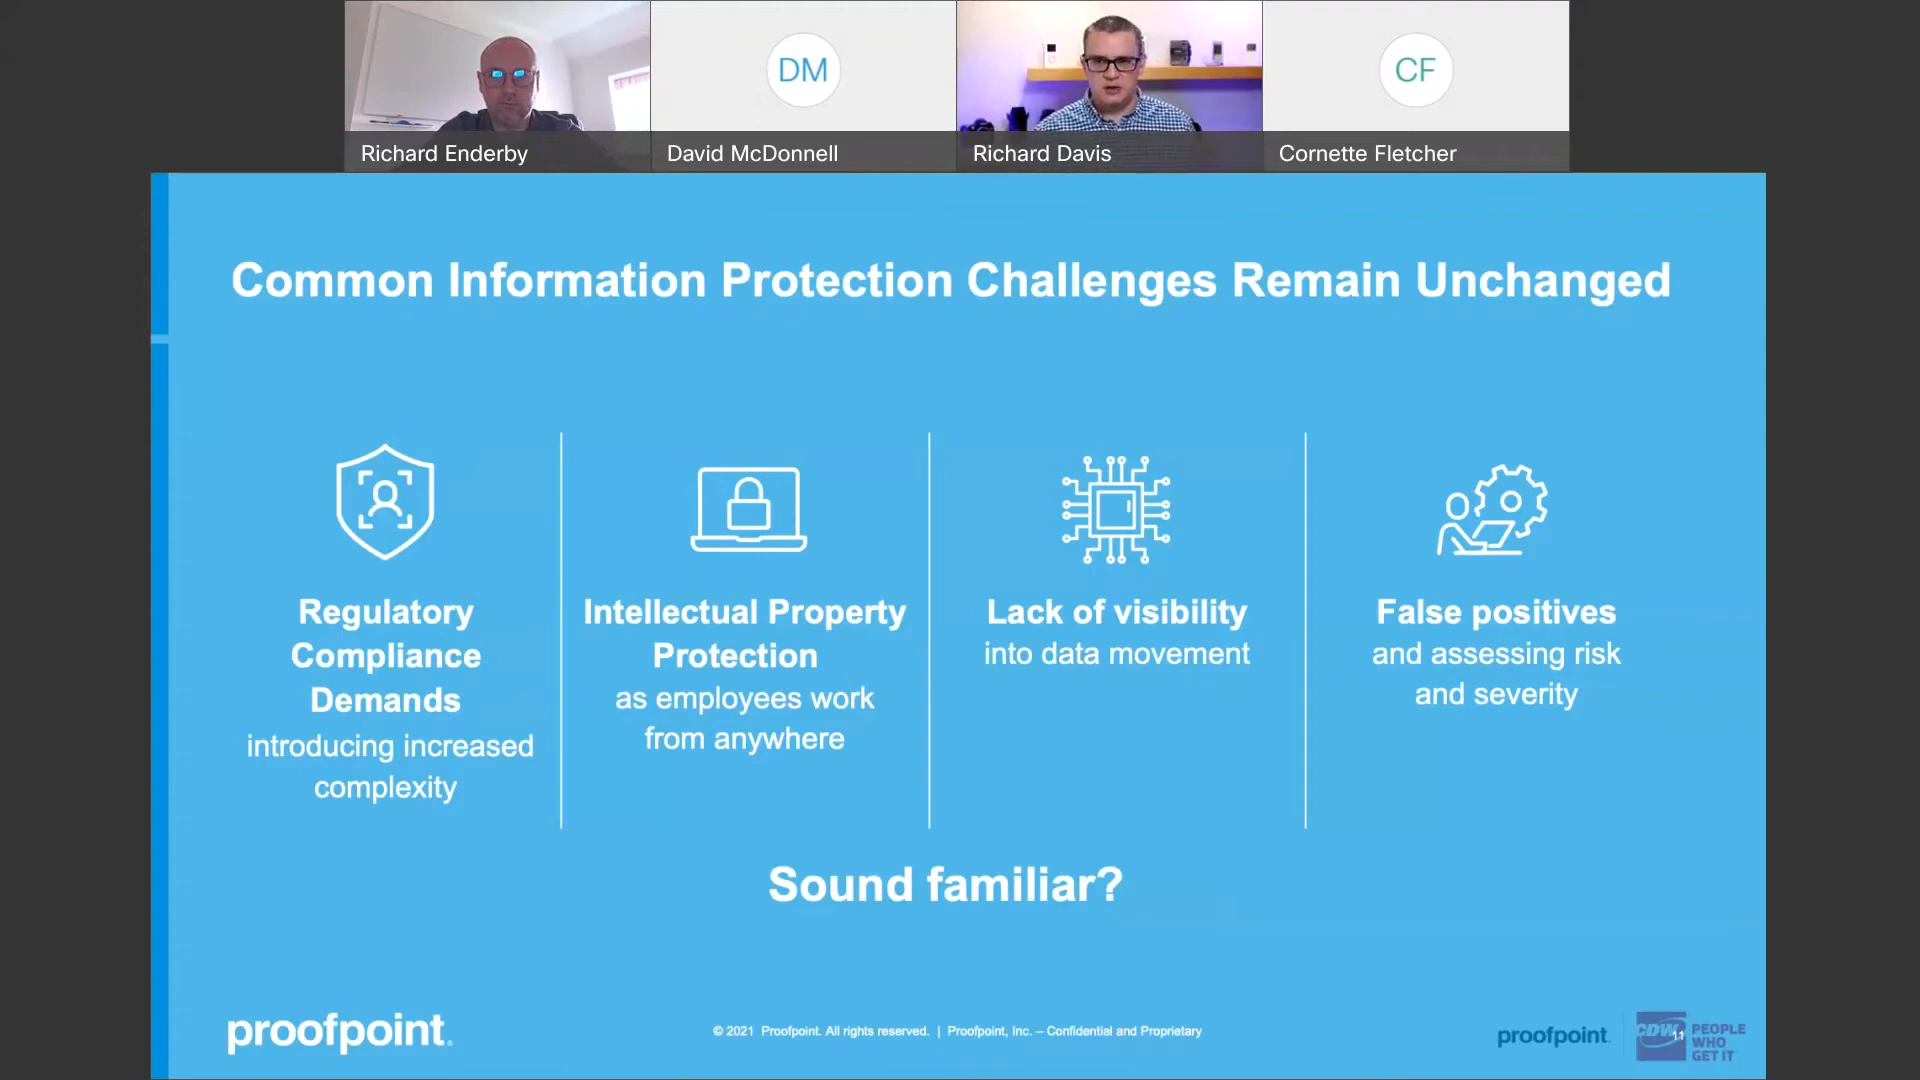 DM
CF
Richard Enderby
David McDonnell
Richard Davis
Cornette Fletcher
Common Information Protection Challenges Remain Unchanged
Regulatory
Compliance
Demands
introducing increased
complexity
Intellectual Property
Protection
as employees work
from anywhere
Lack of visibility
into data movement
False positives
and assessing risk
and severity
Sound familiar?
proofpoint.
© 2021 Proofpoint. All rights reserved. | Proofpoint, Inc. – Confidential and Proprietary
proofpoint.
CDW
11
PEOPLE
WHO
GET IT